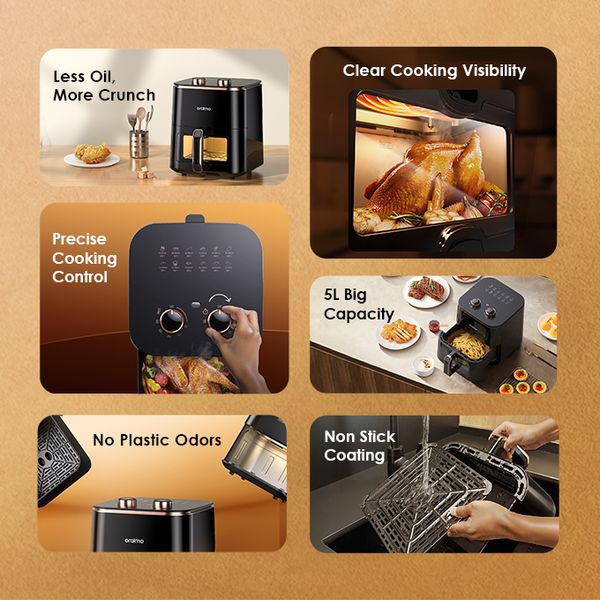 Less Oil,
More Crunch
oraimo
Clear Cooking Visibility
Precise
Cooking
Control
5L Big
Capacity
No Plastic Odors
oraimo
Non Stick
Coating